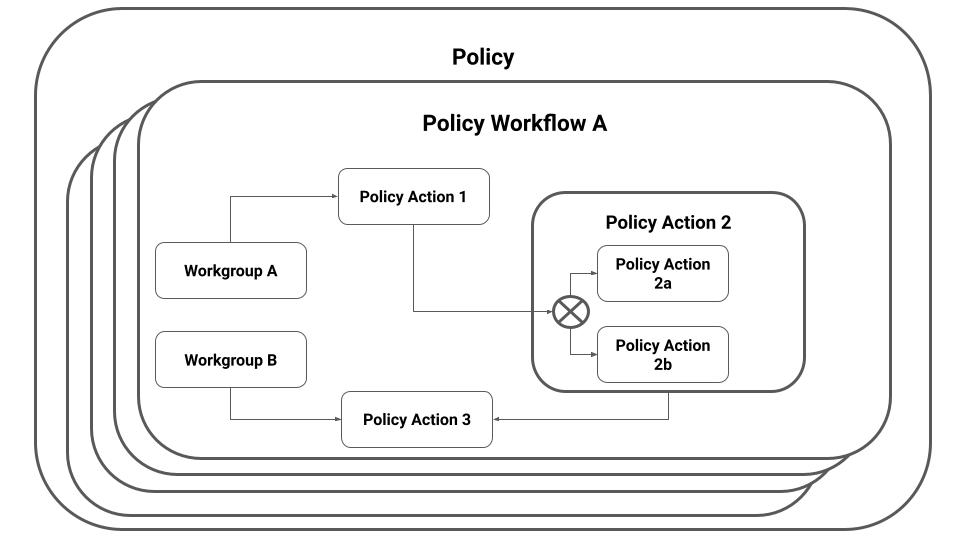 Policy
Policy Workflow A
Policy Action 1
Policy Action 2
Workgroup A
Policy Action
2a
Workgroup B
Policy Action
2b
Policy Action 3